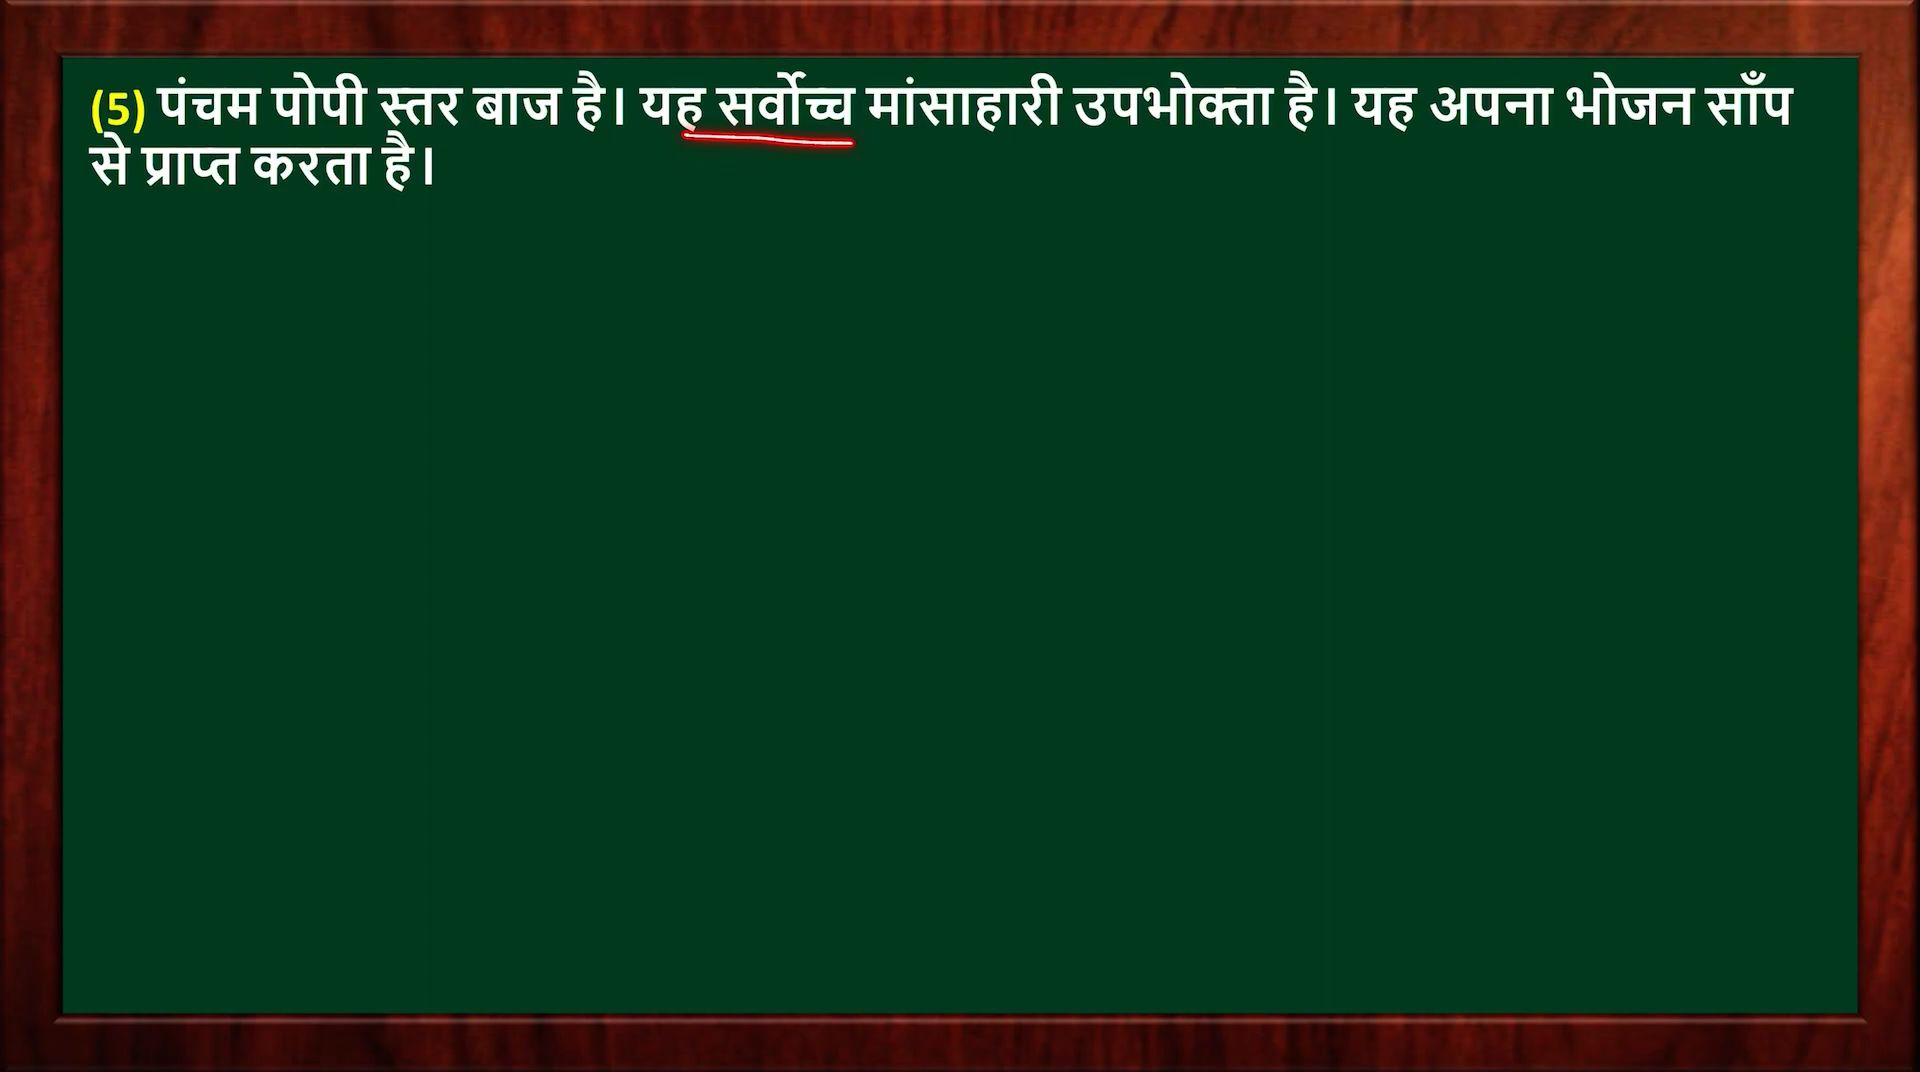 (5) पंचम पोपी स्तर बाज है। यह सर्वोच्च मांसाहारी उपभोक्ता है। यह अपना भोजन साँप
से प्राप्त करता है।